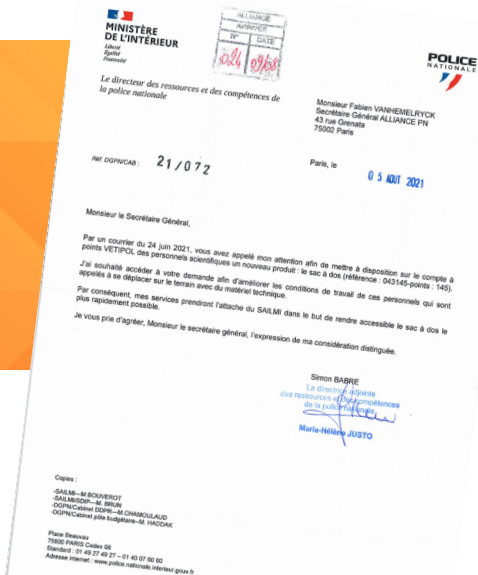 MINISTÈRE
DE L'INTÉRIEUR
Liberté
Égalité
Fraternité
ALLIANCE
ARRIVÉE
N° DATE
024 09/08
POLICE
NATIONALE
Le directeur des ressources et des compétences de
la police nationale
Monsieur Fabien VANHEMELRYCK
Secrétaire Général ALLIANCE PN
43 rue Grenata
75002 Paris
Réf. DGPN/CAB : 21/072
Paris, le 05 AOUT 2021
Monsieur le Secrétaire Général,
Par un courrier du 24 juin 2021, vous avez appelé mon attention afin de mettre à disposition sur le compte à
points VETIPOL des personnels scientifiques un nouveau produit : le sac à dos (référence : 043145-points : 145).
J'ai souhaité accéder à votre demande afin d'améliorer les conditions de travail de ces personnels qui sont
appelés à se déplacer sur le terrain avec du matériel technique.
Par conséquent, mes services prendront l'attache du SAILMI dans le but de rendre accessible le sac à dos le
plus rapidement possible.
Je vous prie d'agréer, Monsieur le secrétaire général, l'expression de ma considération distinguée.
Simon BABRE
La directrice adjointe
des ressources et des compétences
de la police nationale
Marie-Hélène JUSTO
Copies :
-SAILMI—M.BOUVEROT
-SAILMI/SDIP—M. BRUN
-DGPN/Cabinet DDPR—M.CHAMOULAUD
-DGPN/Cabinet pôle budgétaire—M. HADDAK
Place Beauvau
75800 PARIS Cedex 08
Standard : 01 49 27 49 27 – 01 40 07 60 60
Adresse internet : www.police nationale.interieur.gouv.fr